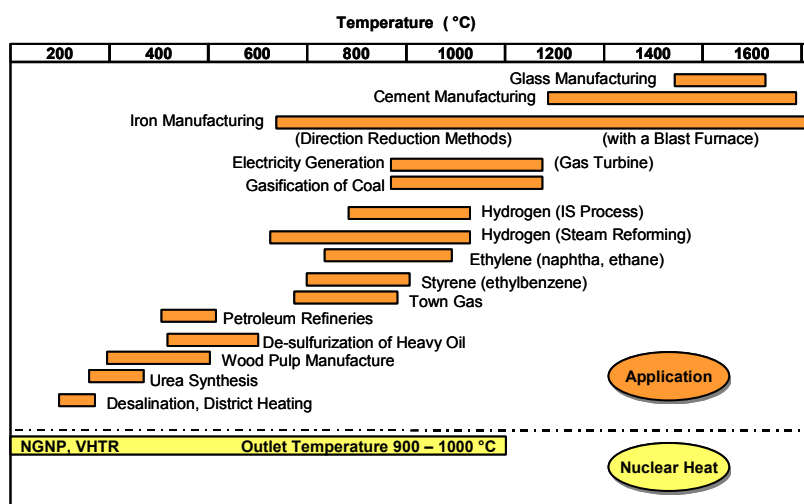 Temperature ( °C)
200 400 600 800 1000 1200 1400 1600
Glass Manufacturing
Cement Manufacturing
Iron Manufacturing
(Direction Reduction Methods) (with a Blast Furnace)
Electricity Generation (Gas Turbine)
Gasification of Coal
Hydrogen (IS Process)
Hydrogen (Steam Reforming)
Ethylene (naphtha, ethane)
Styrene (ethylbenzene)
Town Gas
Petroleum Refineries
De-sulfurization of Heavy Oil
Wood Pulp Manufacture
Urea Synthesis
Application
Desalination, District Heating
NGNP, VHTR Outlet Temperature 900 – 1000 °C
Nuclear Heat